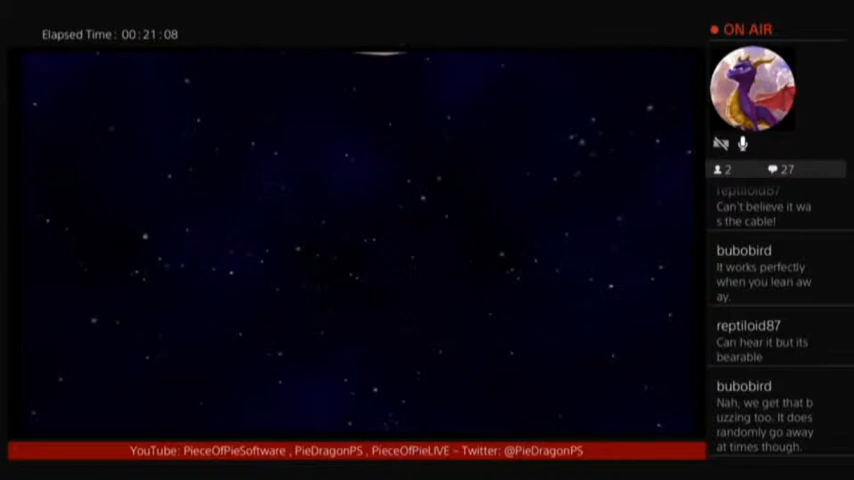 Elapsed Time: 00:21:08
ON AIR
2
27
reptiloid87
Can't believe it wa
s the cable!
bubobird
It works perfectly
when you lean aw
ay.
reptiloid87
Can hear it but its
bearable
bubobird
Nah, we get that b
uzzing too. It does
randomly go away
at times though.
YouTube: PieceOfPieSoftware , PieDragonPS , PieceOfPieLIVE – Twitter: @PieDragonPS